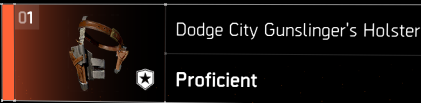 01
Dodge City Gunslinger's Holster
Proficient